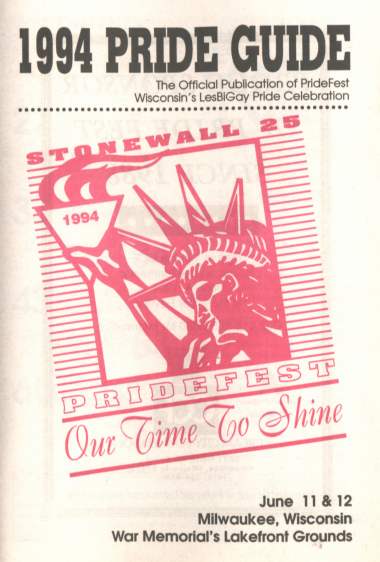 1994 PRIDE GUIDE
The Official Publication of PrideFest
Wisconsin's LesBiGay Pride Celebration
STONEWALL 25
1994
PRIDEFEST
Our Time To Shine
June 11 & 12
Milwaukee, Wisconsin
War Memorial's Lakefront Grounds